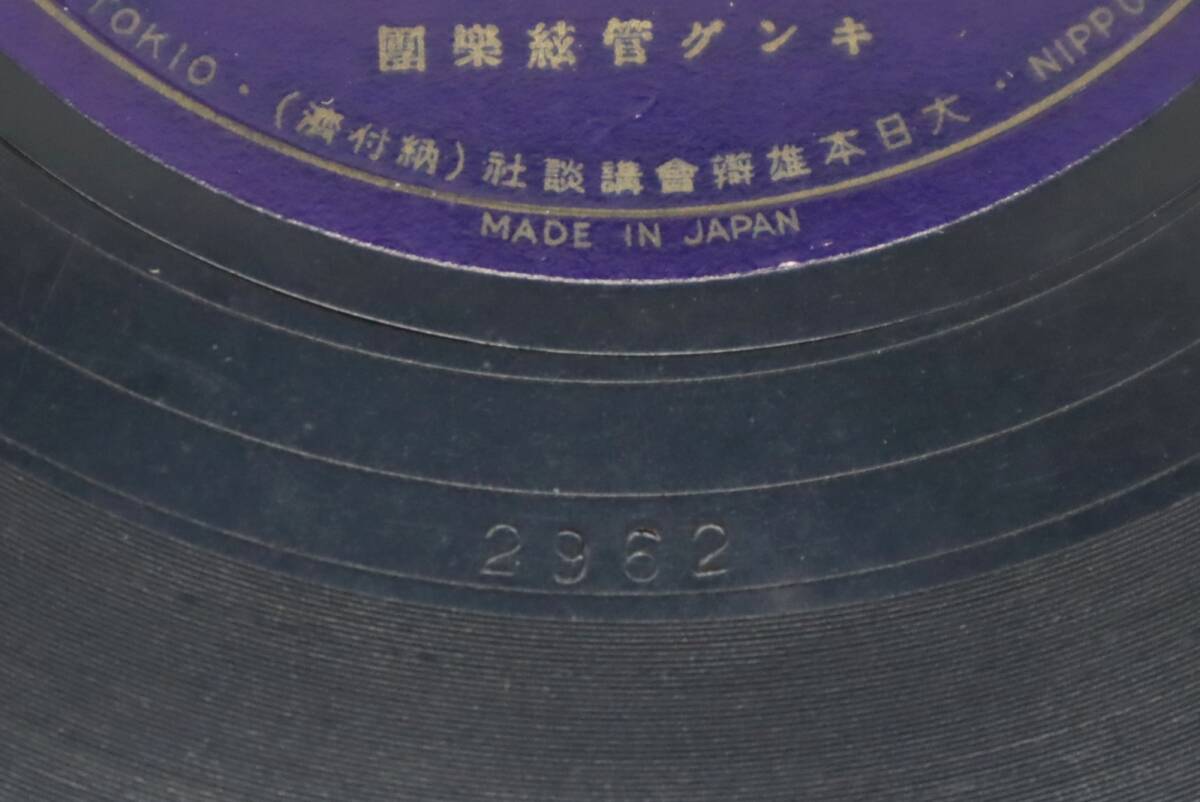 キング管絃樂團
TOKIO ·
大日本雄辯會講談社(納付濟)
MADE IN JAPAN
2962